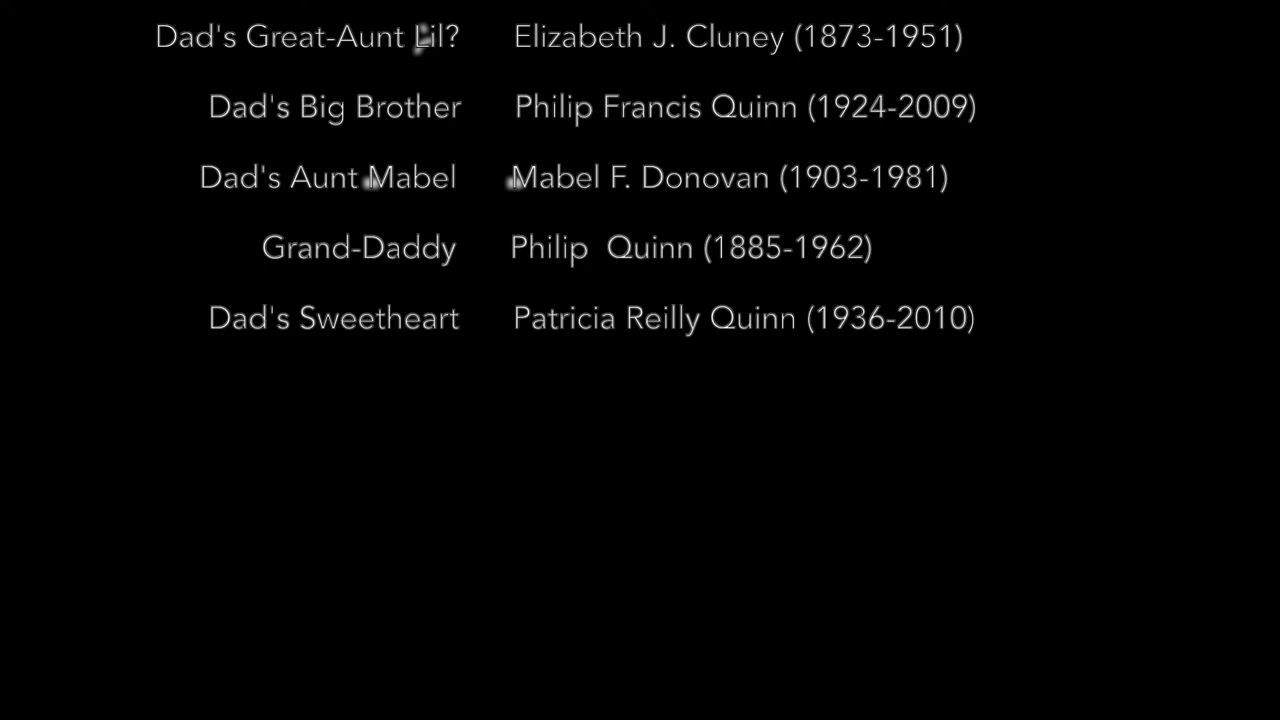 Dad's Great-Aunt Lil? Elizabeth J. Cluney (1873-1951)
Dad's Big Brother Philip Francis Quinn (1924-2009)
Dad's Aunt Mabel Mabel F. Donovan (1903-1981)
Grand-Daddy Philip Quinn (1885-1962)
Dad's Sweetheart Patricia Reilly Quinn (1936-2010)